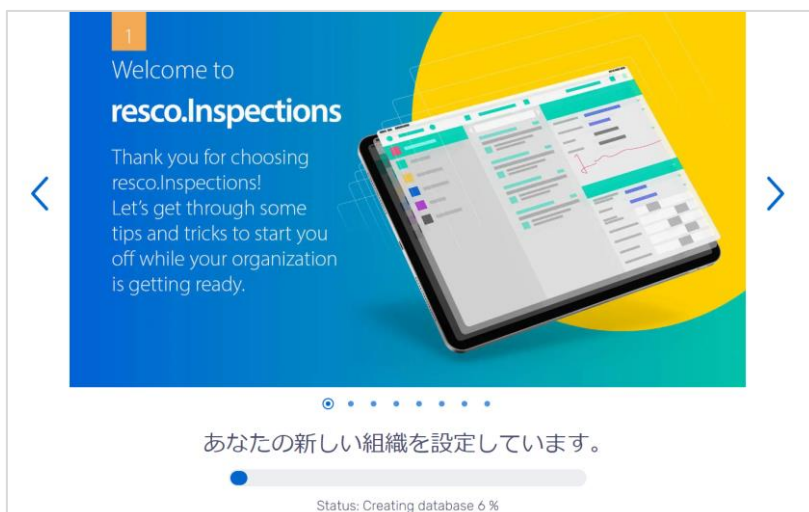 1
Welcome to
resco.Inspections
Thank you for choosing
resco.Inspections!
Let's get through some
tips and tricks to start you
off while your organization
is getting ready.
あなたの新しい組織を設定しています。
Status: Creating database 6 %